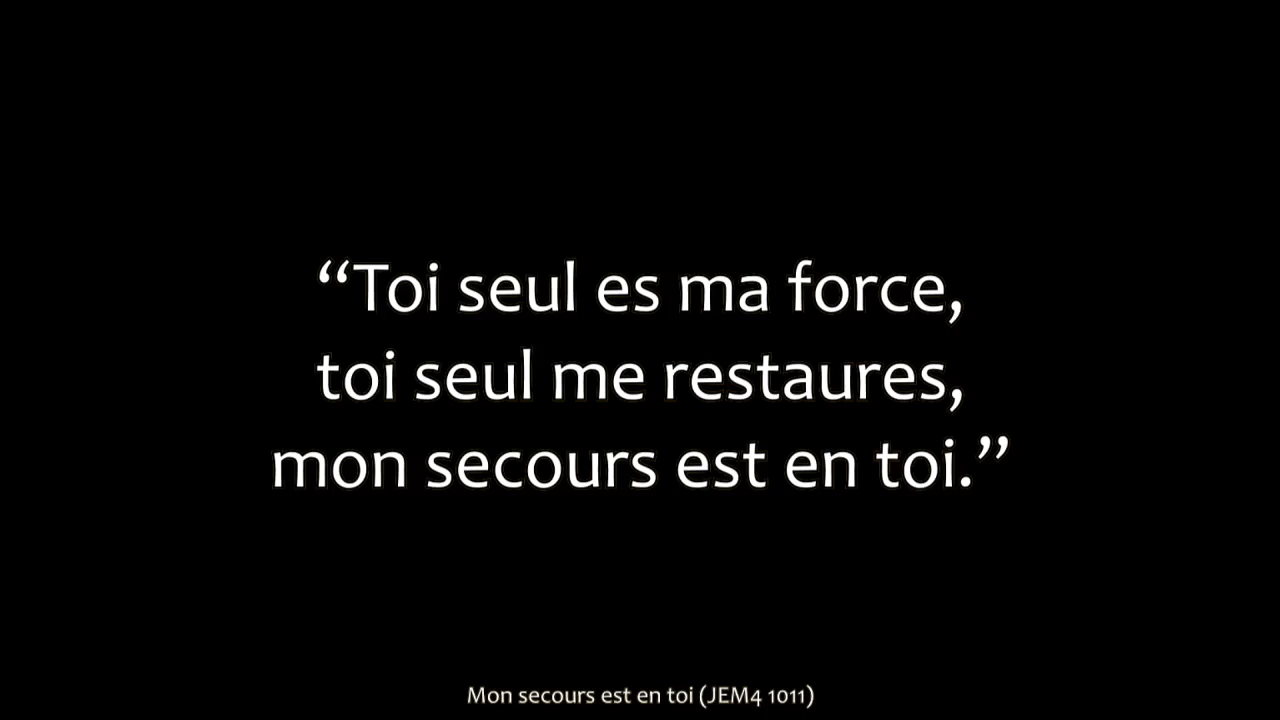 “Toi seul es ma force,
toi seul me restaures,
mon secours est en toi.”
Mon secours est en toi (JEM4 1011)